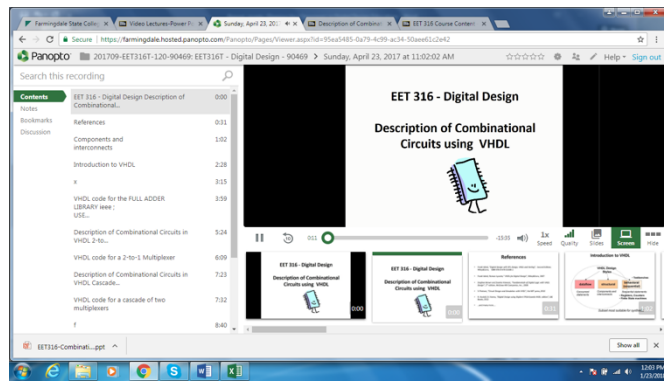 Farmingdale State Colleg
Video Lectures-Power Po
Sunday, April 23, 201
Description of Combinati
EET 316 Course Content
Secure
https://farmingdale.hosted.panopto.com/Panopto/Pages/Viewer.aspx?id=95ea5485-0a79-4c99-ac34-50aee61c2e42
Panopto
201709-EET316T-120-90469: EET316T - Digital Design - 90469 > Sunday, April 23, 2017 at 11:02:02 AM
Help
Sign out
Search this recording
Contents
Notes
Bookmarks
Discussion
EET 316 - Digital Design Description of
Combinational...
0:00
References
0:31
Components and
interconnects
1:02
Introduction to VHDL
2:28
3:15
VHDL code for the FULL ADDER
LIBRARY ieee ;
USE...
3:59
Description of Combinational Circuits in
VHDL 2-to...
5:24
VHDL code for a 2-to-1 Multiplexer
6:09
Description of Combinational Circuits in
VHDL Cascade...
7:23
VHDL code for a cascade of two
multiplexers
7:32
f
8:40
EET 316 - Digital Design
Description of Combinational
Circuits using VHDL
0:11
1x
Speed
Quality
Slides
Screen
Hide
EET 316 - Digital Design
Description of Combinational
Circuits using VHDL
0:00
EET 316 - Digital Design
Description of Combinational
Circuits using VHDL
0:00
References
0:31
Introduction to VHDL
VHDL Design
Styles
1:02
EET316-Combinati....ppt
Show all
12:03 PM